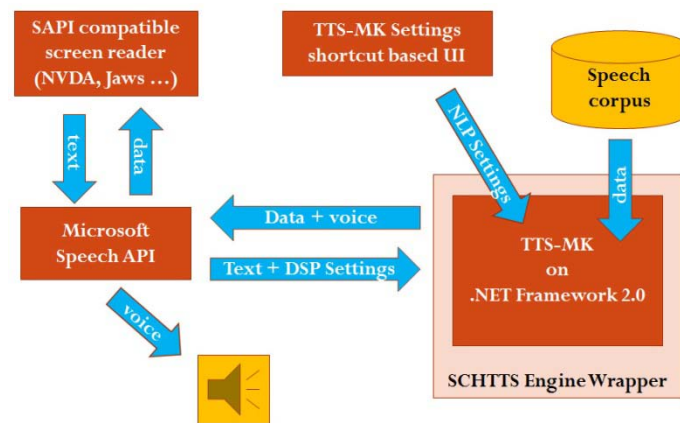 SAPI compatible
screen reader
(NVDA, Jaws ...)
TTS-MK Settings
shortcut based UI
Speech
corpus
text
data
NLP Settings
data
Microsoft
Speech API
Data + voice
Text + DSP Settings
TTS-MK
on
.NET Framework 2.0
voice
SCHTTS Engine Wrapper